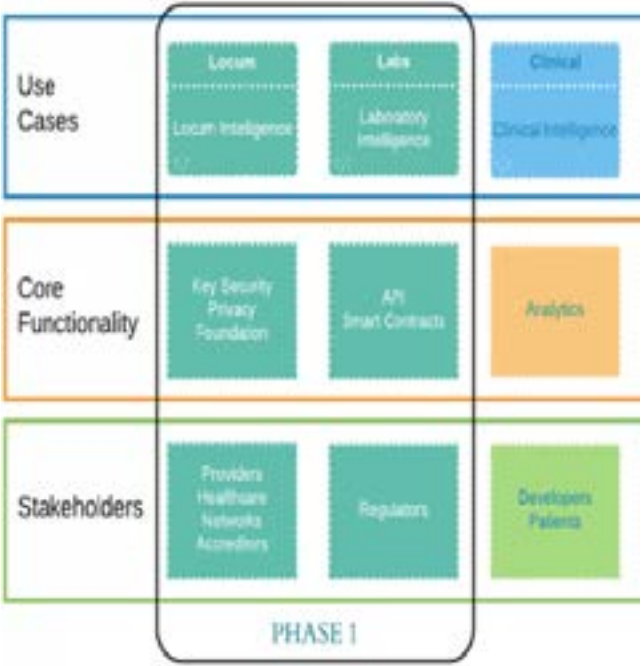 Use
Cases
Locum
Locum Intelligence
Labs
Laboratory
Intelligence
Clinical
Clinical Intelligence
Core
Functionality
Key Security
Privacy
Foundation
API
Smart Contracts
Analytics
Stakeholders
Providers
Healthcare
Networks
Accreditors
Regulators
Developers
Patients
PHASE 1